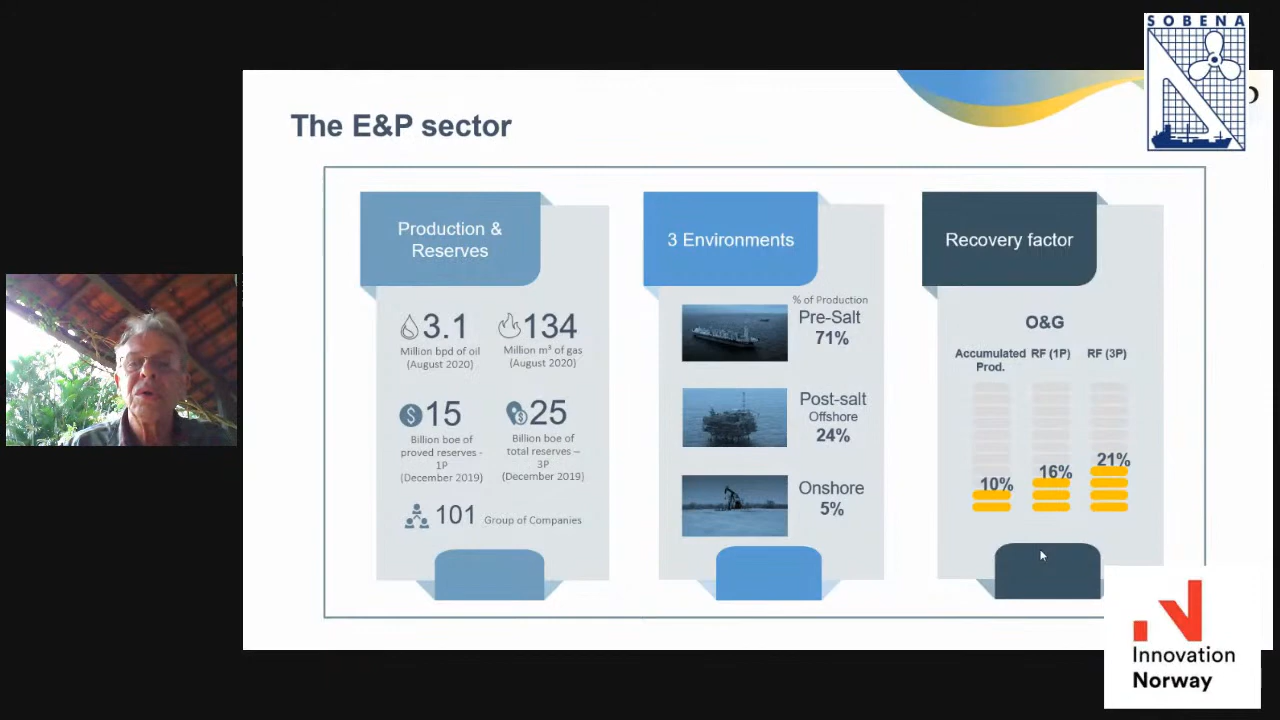 SOBENA
The E&P sector
Production &
Reserves
3.1
Million bpd of oil
(August 2020)
134
Million m³ of gas
(August 2020)
15
Billion boe of
proved reserves -
1P
(December 2019)
25
Billion boe of
total reserves –
3P
(December 2019)
101 Group of Companies
3 Environments
% of Production
Pre-Salt
71%
Post-salt
Offshore
24%
Onshore
5%
Recovery factor
O&G
Accumulated
Prod.
RF (1P)
RF (3P)
10%
16%
21%
Innovation
Norway